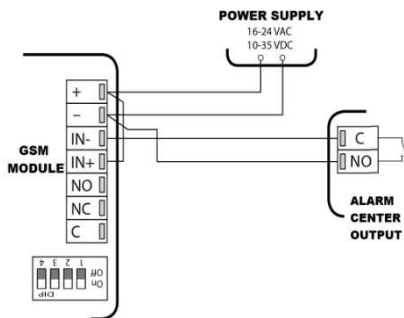 POWER SUPPLY
16-24 VAC
10-35 VDC
+
−
IN-
IN+
NO
NC
C
GSM
MODULE
C
NO
ALARM
CENTER
OUTPUT
1 2 3 4
Off
On
DIP